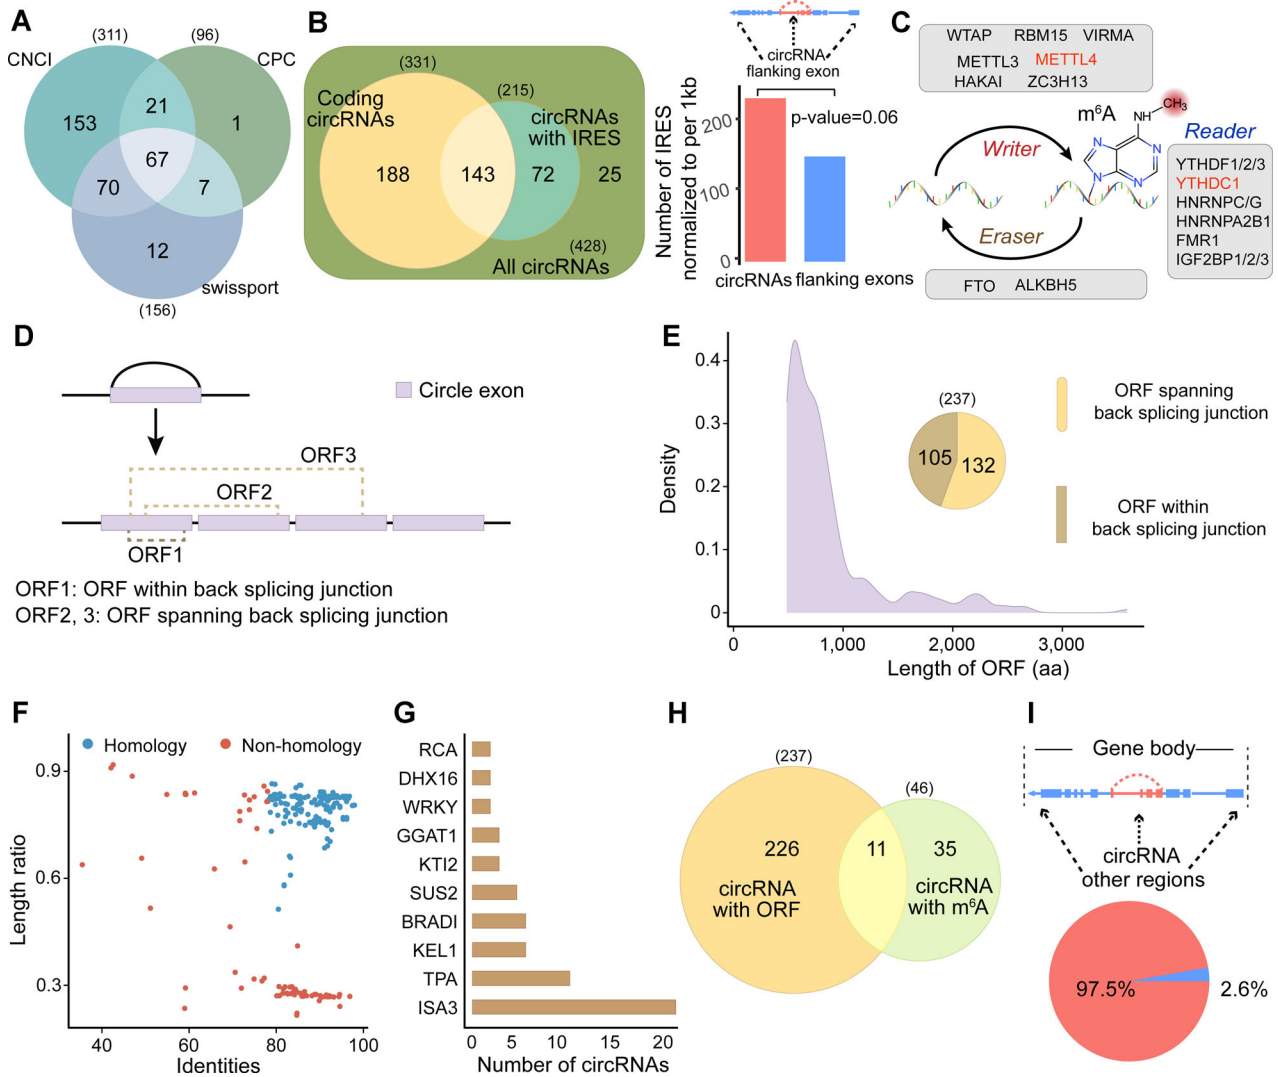 A
(311)
(96)
CNCI
CPC
153
21
1
67
70
7
12
swissport
(156)
B
(331)
(215)
Coding
circRNAs
circRNAs
with IRES
188
143
72
25
(428)
All circRNAs
circRNA
flanking exon
p-value=0.06
Number of IRES
normalized to per 1kb
200
100
0
circRNAs
flanking exons
C
WTAP RBM15 VIRMA
METTL3 METTL4
HAKAI ZC3H13
m⁶A
NH
CH₃
N
N
N
N
Writer
Eraser
Reader
YTHDF1/2/3
YTHDC1
HNRNPC/G
HNRNPA2B1
FMR1
IGF2BP1/2/3
FTO ALKBH5
D
Circle exon
ORF3
ORF2
ORF1
ORF1: ORF within back splicing junction
ORF2, 3: ORF spanning back splicing junction
E
Density
0.4
0.3
0.2
0.1
0
0
1,000
2,000
3,000
Length of ORF (aa)
(237)
105
132
ORF spanning
back splicing junction
ORF within
back splicing junction
F
Homology
Non-homology
Length ratio
0.9
0.6
0.3
40
60
80
100
Identities
G
RCA
DHX16
WRKY
GGAT1
KTI2
SUS2
BRADI
KEL1
TPA
ISA3
0
5
10
15
20
Number of circRNAs
H
(237)
(46)
226
11
35
circRNA
with ORF
circRNA
with m⁶A
I
Gene body
circRNA
other regions
97.5%
2.6%